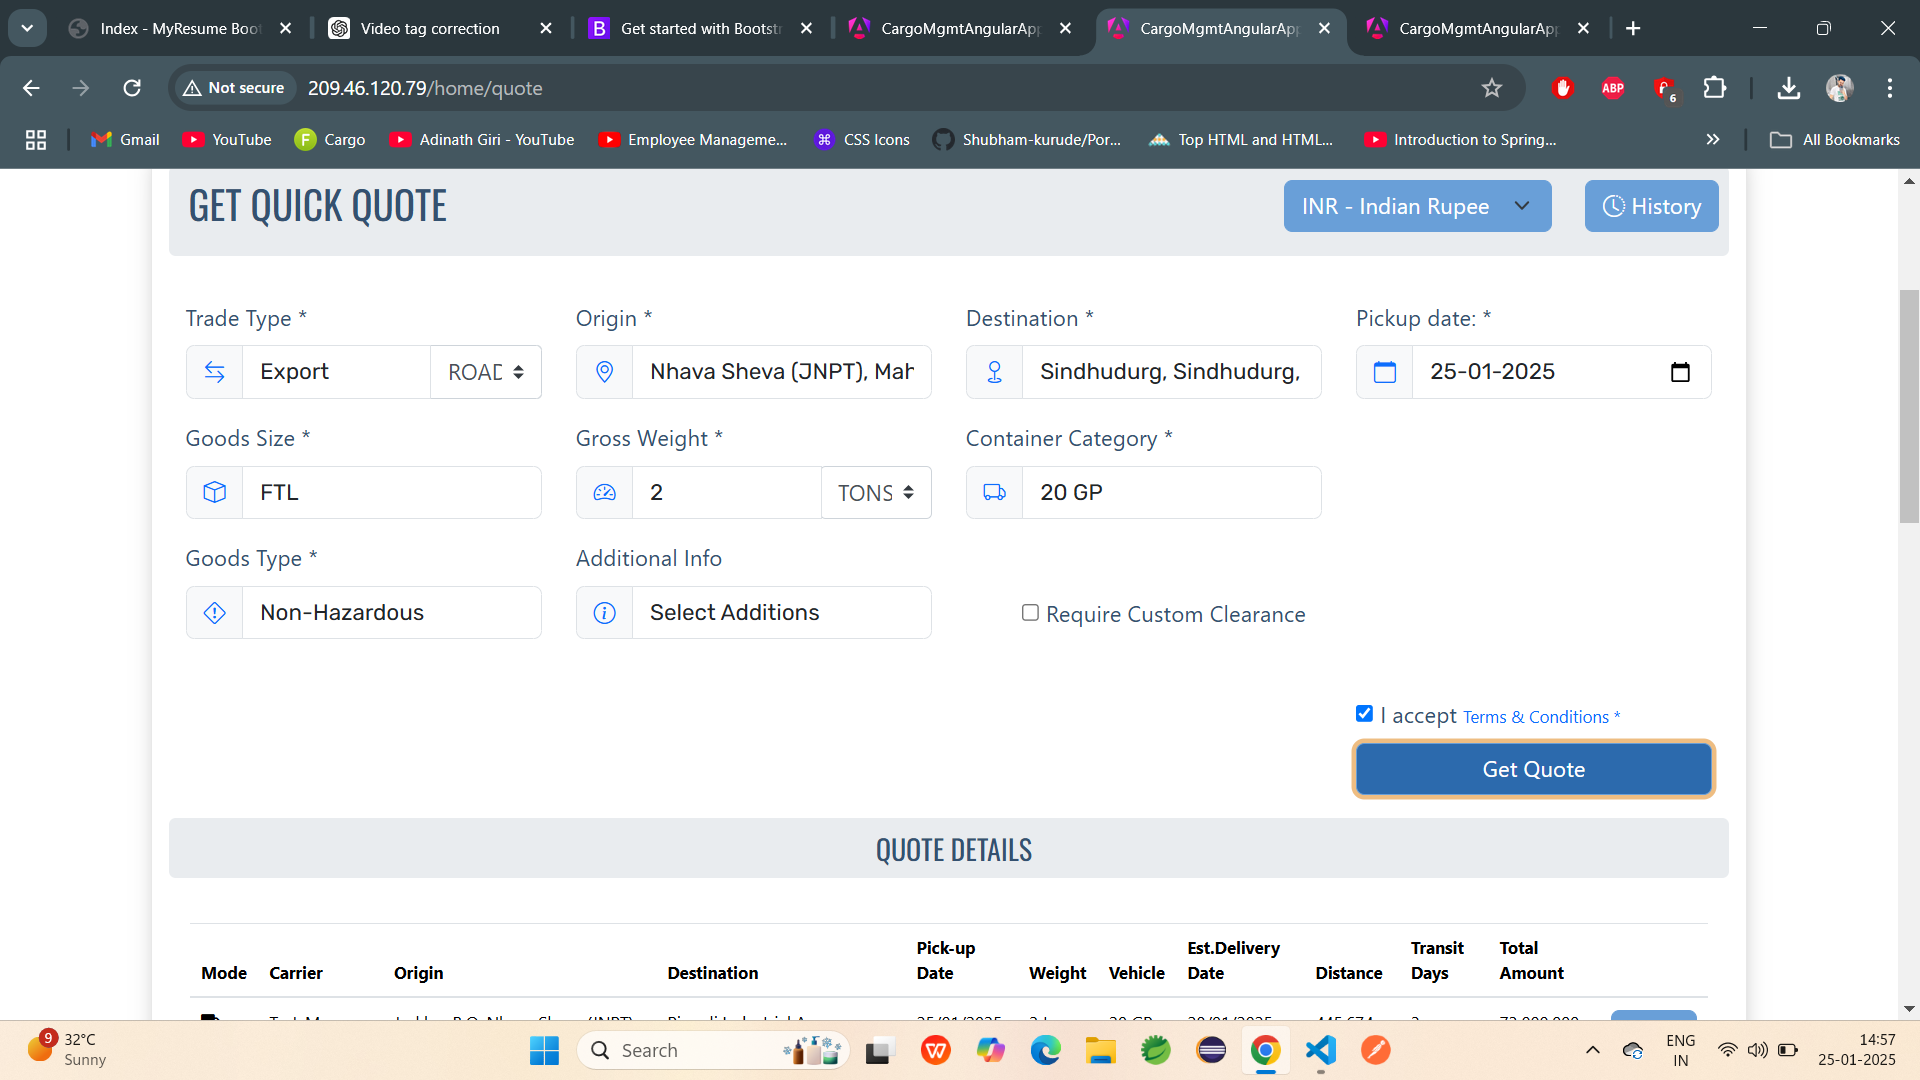 Index - MyResume Boot
Video tag correction
Get started with Bootstr
CargoMgmtAngularApp
CargoMgmtAngularApp
CargoMgmtAngularApp
Not secure
209.46.120.79/home/quote
ABP
6
Gmail
YouTube
Cargo
Adinath Giri - YouTube
Employee Manageme...
CSS Icons
Shubham-kurude/Por...
Top HTML and HTML...
Introduction to Spring...
All Bookmarks
GET QUICK QUOTE
INR - Indian Rupee
History
Trade Type *
Origin *
Destination *
Pickup date: *
Export
ROAD
Nhava Sheva (JNPT), Mah
Sindhudurg, Sindhudurg,
25-01-2025
Goods Size *
Gross Weight *
Container Category *
FTL
2
TONS
20 GP
Goods Type *
Additional Info
Non-Hazardous
Select Additions
Require Custom Clearance
I accept Terms & Conditions *
Get Quote
QUOTE DETAILS
Mode
Carrier
Origin
Destination
Pick-up
Date
Weight
Vehicle
Est.Delivery
Date
Distance
Transit
Days
Total
Amount
9
32°C
Sunny
Search
ENG
IN
14:57
25-01-2025